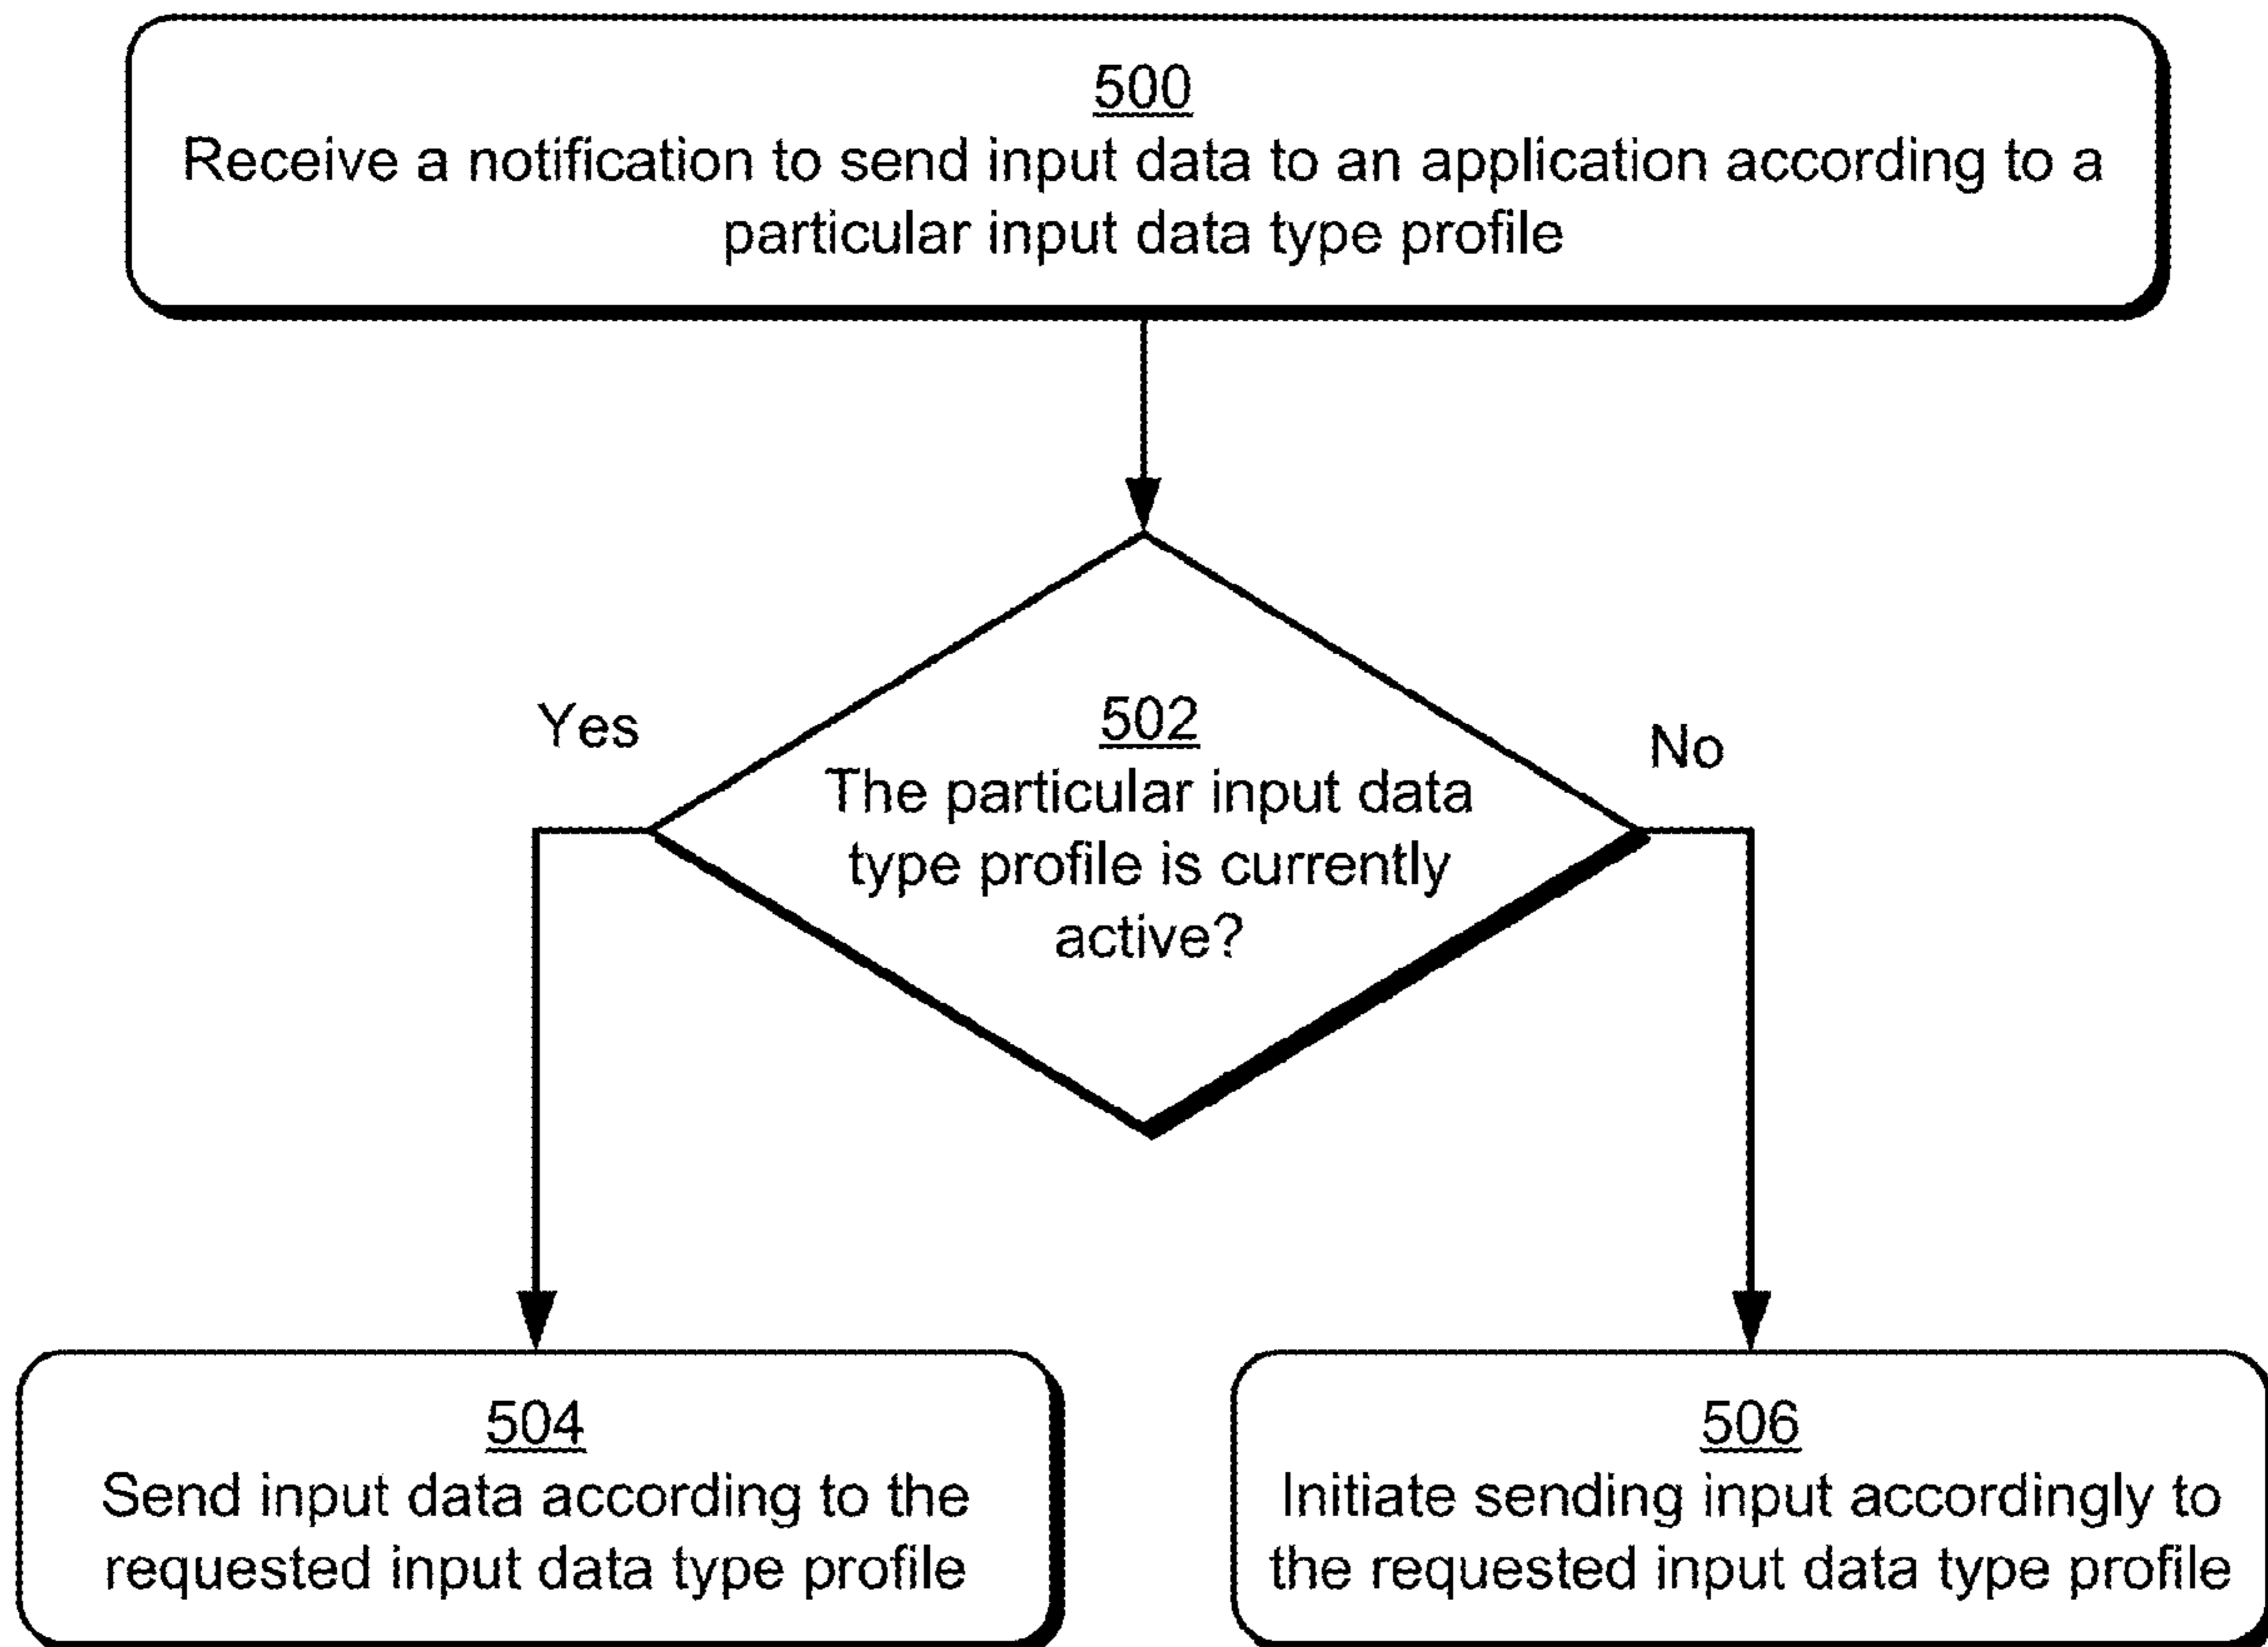 500
Receive a notification to send input data to an application according to a
particular input data type profile
Yes
502
No
The particular input data
type profile is currently
active?
504
Send input data according to the
requested input data type profile
506
Initiate sending input accordingly to
the requested input data type profile